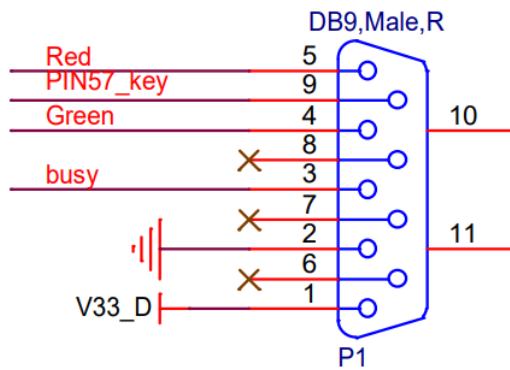 DB9,Male,R
Red 5
PIN57_key 9
Green 4
10
8
busy 3
7
2
11
6
V33_D 1
P1